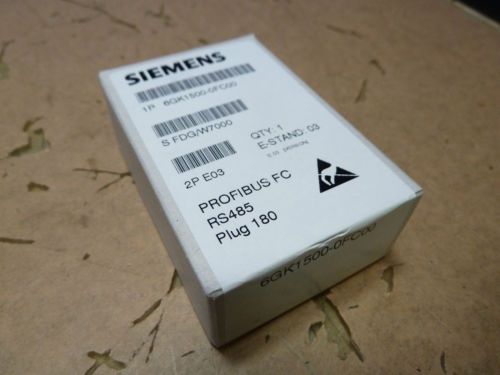 SIEMENS
1P 6GK1500-0FC00
S FDG/W7000
QTY: 1
2P E03
E-STAND: 03
PROFIBUS FC
RS485
Plug 180
6GK1500-0FC00